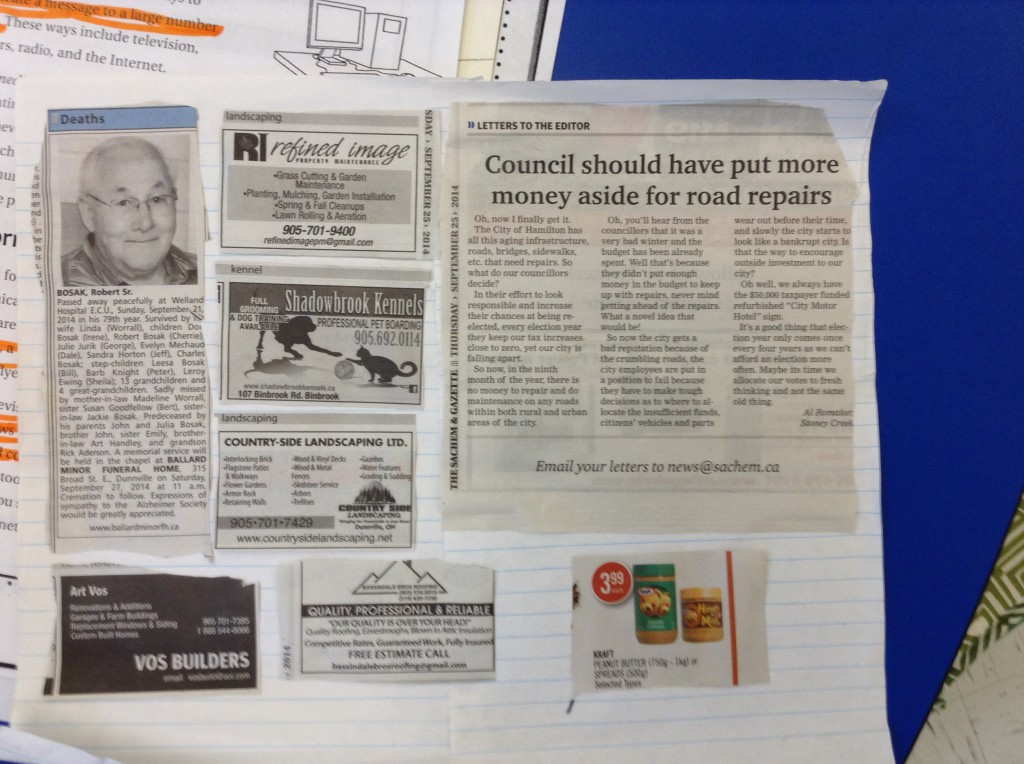 ate a message to a large number
These ways include television,
rs, radio, and the Internet.
Deaths
BOSAK, Robert Sr.
Passed away peacefully at Welland
Hospital E.C.U., Sunday, September 21,
2014 in his 79th year. Survived by his
wife Linda (Worrall), children Don
Bosak (Irene), Robert Bosak (Cherrie),
Julie Jurik (George), Evelyn Mechaud
(Dale), Sandra Horton (Jeff), Charles
Bosak; step-children Leesa Bosak
(Bill), Barb Knight (Peter), Leroy
Ewing (Sheila); 13 grandchildren and
4 great-grandchildren. Sadly missed
by mother-in-law Madeline Worrall,
sister Susan Goodfellow (Bert), sister-
in-law Jackie Bosak. Predeceased by
his parents John and Julia Bosak,
brother John, sister Emily, brother-
in-law Art Handley, and grandson
Rick Aderson. A memorial service will
be held in the chapel at BALLARD
MINOR FUNERAL HOME, 315
Broad St. E., Dunnville on Saturday,
September 27, 2014 at 11 a.m.
Cremation to follow. Expressions of
sympathy to the Alzheimer Society
would be greatly appreciated.
www.ballardminorfh.ca
landscaping
RI refined image
PROPERTY MAINTENANCE
•Grass Cutting & Garden
Maintenance
•Planting, Mulching, Garden Installation
•Spring & Fall Cleanups
•Lawn Rolling & Aeration
905-701-9400
refinedimagepm@gmail.com
SDAY, SEPTEMBER 25, 2014
kennel
FULL
GROOMING
& DOG TRAINING
AVAILABLE
Shadowbrook Kennels
PROFESSIONAL PET BOARDING
905.692.0114
www.shadowbrookkennels.ca
107 Binbrook Rd. Binbrook
landscaping
COUNTRY-SIDE LANDSCAPING LTD.
•Interlocking Brick
•Flagstone Patios
& Walkways
•Flower Gardens
•Armor Rock
•Retaining Walls
•Wood & Vinyl Decks
•Wood & Metal
Fences
•Skidsteer Service
•Arbors
•Trellises
•Gazebos
•Water Features
•Grading & Sodding
COUNTRY SIDE
LANDSCAPING
Dunnville, ON
905•701•7429
www.countrysidelandscaping.net
THE SACHEM & GAZETTE || THURSDAY, SEPTEMBER 25, 2014
» LETTERS TO THE EDITOR
Council should have put more
money aside for road repairs
Oh, now I finally get it.
The City of Hamilton has
all this aging infrastructure,
roads, bridges, sidewalks,
etc. that need repairs. So
what do our councillors
decide?
In their effort to look
responsible and increase
their chances at being re-
elected, every election year
they keep our tax increases
close to zero, yet our city is
falling apart.
So now, in the ninth
month of the year, there is
no money to repair and do
maintenance on any roads
within both rural and urban
areas of the city.
Oh, you'll hear from the
councillors that it was a
very bad winter and the
budget has been already
spent. Well that's because
they didn't put enough
money in the budget to keep
up with repairs, never mind
getting ahead of the repairs.
What a novel idea that
would be!
So now the city gets a
bad reputation because of
the crumbling roads, the
city employees are put in
a position to fail because
they have to make tough
decisions as to where to al-
locate the insufficient funds,
citizens' vehicles and parts
wear out before their time,
and slowly the city starts to
look like a bankrupt city. Is
that the way to encourage
outside investment to our
city?
Oh well, we always have
the $50,000 taxpayer funded
refurbished "City Motor
Hotel" sign.
It's a good thing that elec-
tion year only comes once
every four years as we can't
afford an election more
often. Maybe its time we
allocate our votes to fresh
thinking and not the same
old thing.
Al Romaker,
Stoney Creek
Email your letters to news@sachem.ca
Art Vos
Renovations & Additions
Garages & Farm Buildings
Replacement Windows & Siding
Custom Built Homes
905 701-7395
1 888 544-6066
VOS BUILDERS
email
BASSINDALE BROS ROOFING
QUALITY, PROFESSIONAL & RELIABLE
"OUR QUALITY IS OVER YOUR HEAD!"
Quality Roofing, Eavestroughs, Blown In Attic Insulation
Competitive Rates, Guaranteed Work, Fully Insured
FREE ESTIMATE CALL
bassindalebrosroofing@gmail.com
2014
3.99
each
KRAFT
PEANUT BUTTER (750g - 1kg) or
SPREADS (500g)
Selected Types